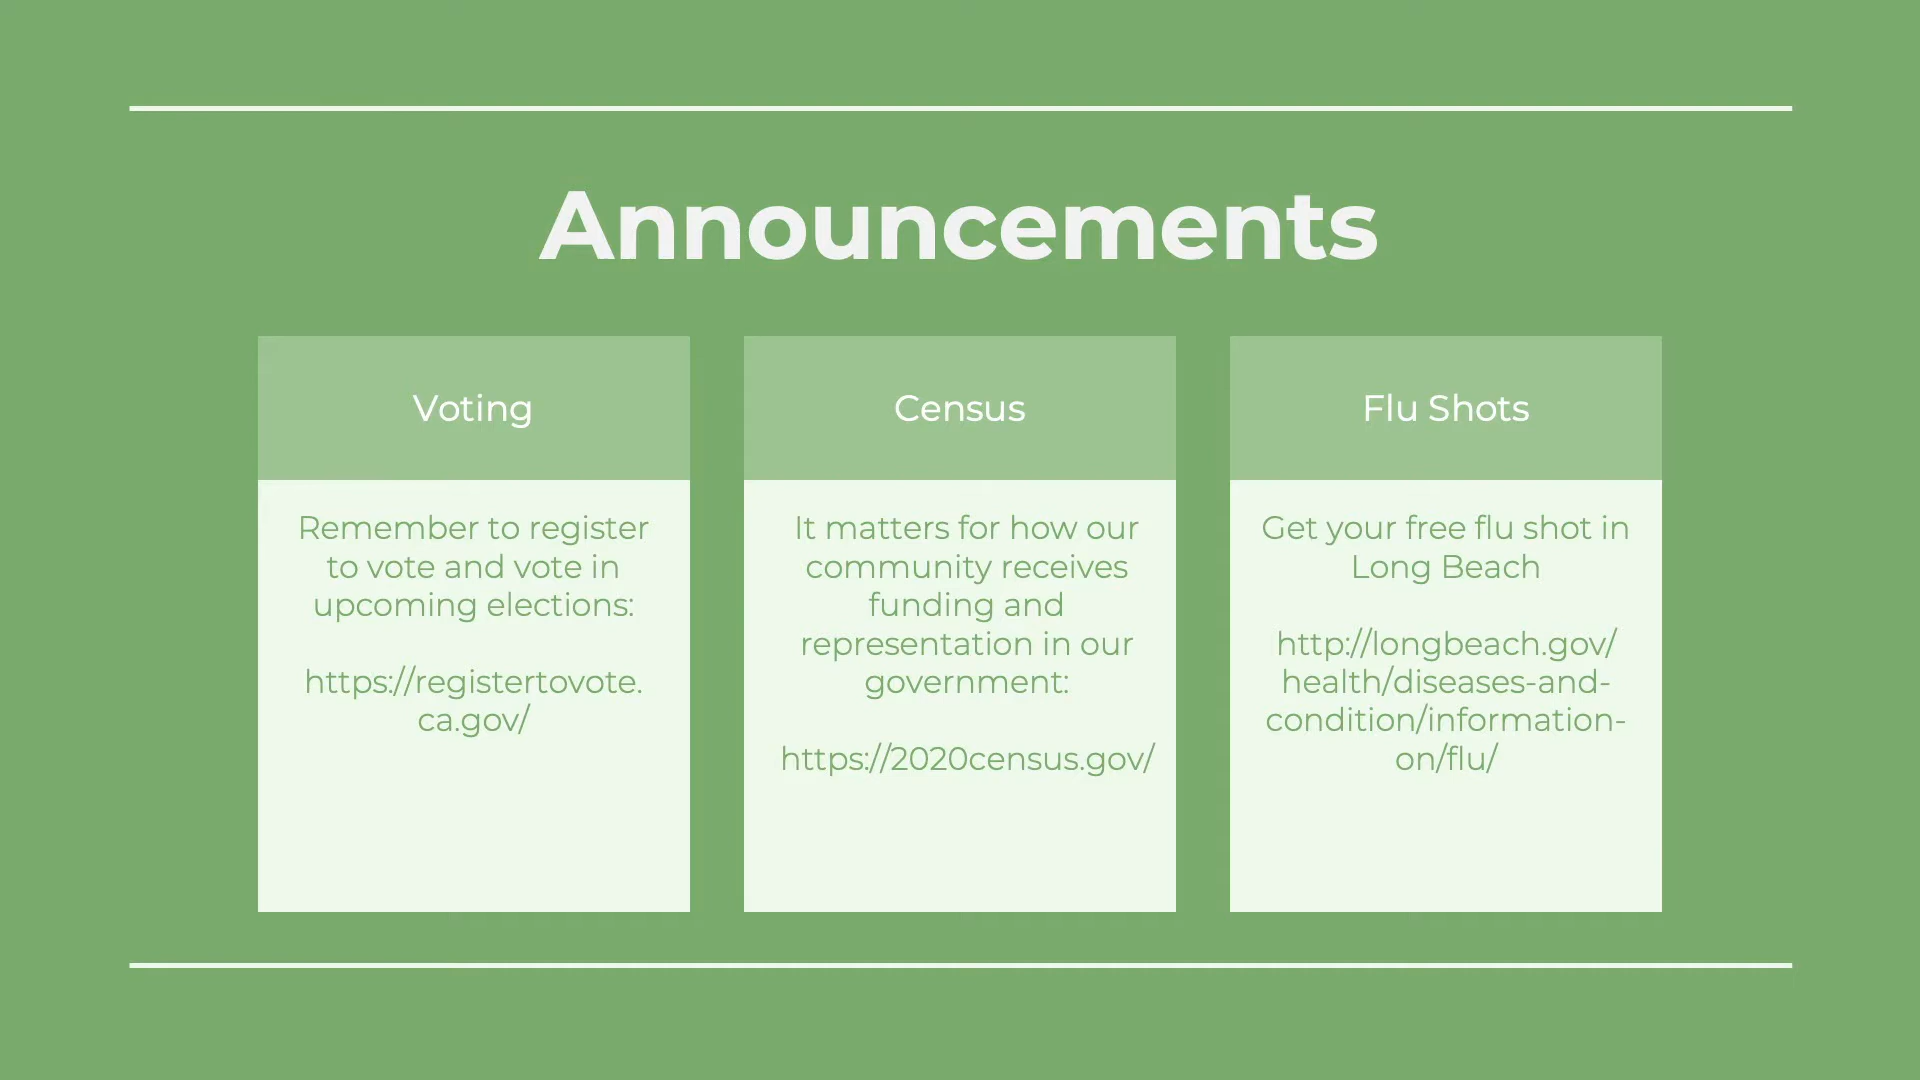 Announcements
Voting
Remember to register
to vote and vote in
upcoming elections:
https://registertovote.
ca.gov/
Census
It matters for how our
community receives
funding and
representation in our
government:
https://2020census.gov/
Flu Shots
Get your free flu shot in
Long Beach
http://longbeach.gov/
health/diseases-and-
condition/information-
on/flu/